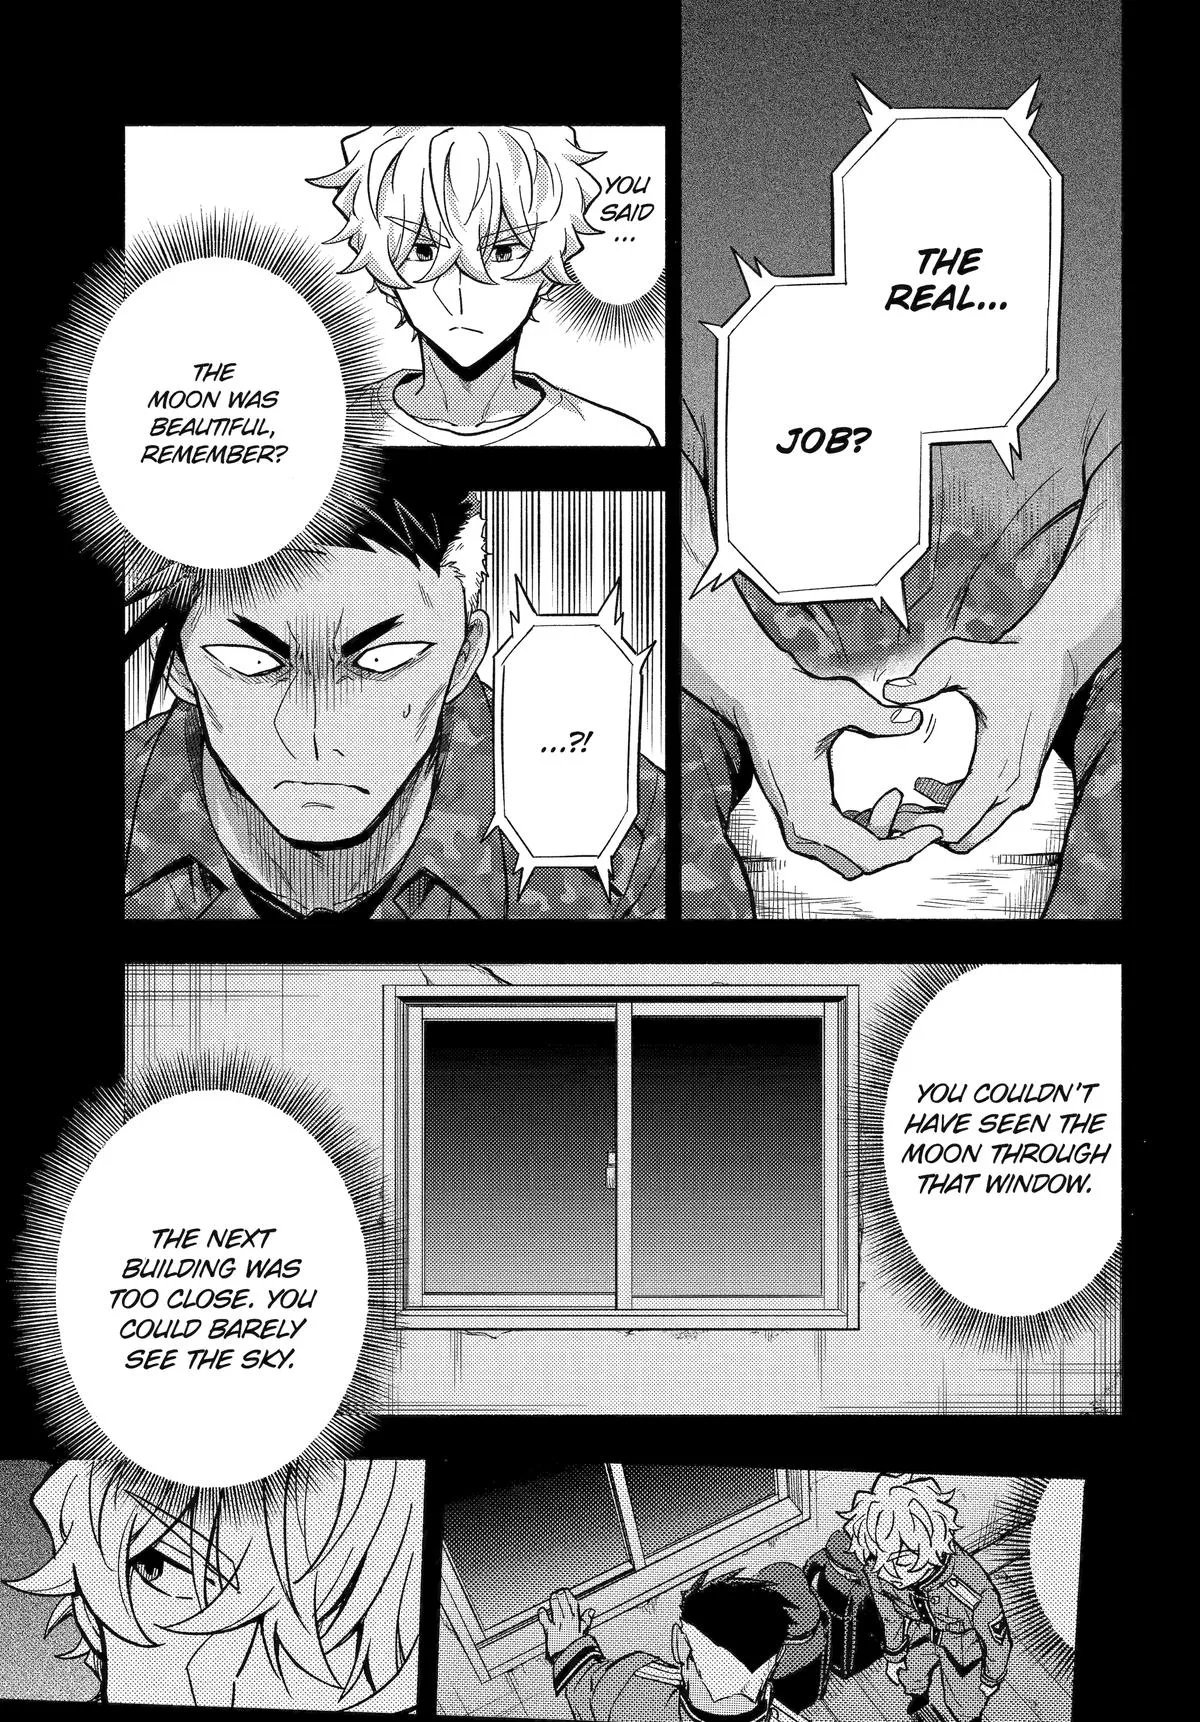 THE
REAL...
JOB?
YOU
SAID
...
THE
MOON WAS
BEAUTIFUL,
REMEMBER?
...?!
YOU COULDN'T
HAVE SEEN THE
MOON THROUGH
THAT WINDOW.
THE NEXT
BUILDING WAS
TOO CLOSE. YOU
COULD BARELY
SEE THE SKY.